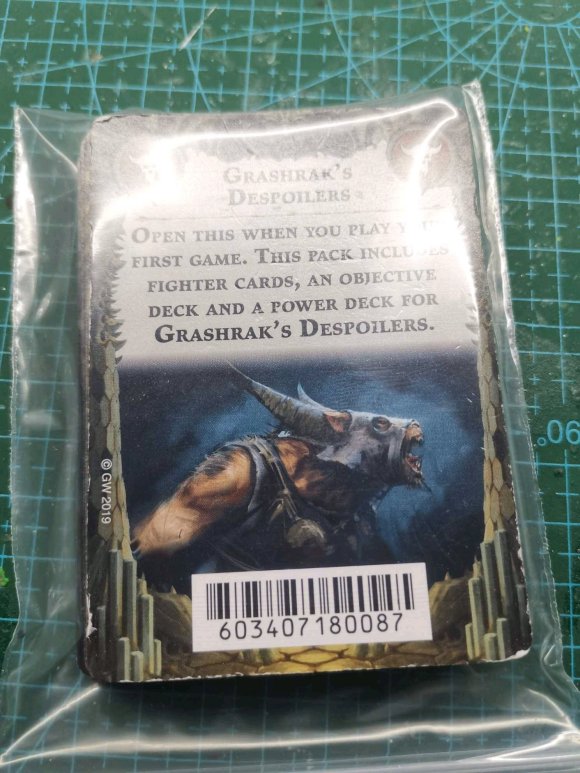 GRASHRAK'S
DESPOILERS
OPEN THIS WHEN YOU PLAY
FIRST GAME. THIS PACK INCLUDES
FIGHTER CARDS, AN OBJECTIVE
DECK AND A POWER DECK FOR
GRASHRAK'S DESPOILERS.
© GW 2019
603407180087
.06